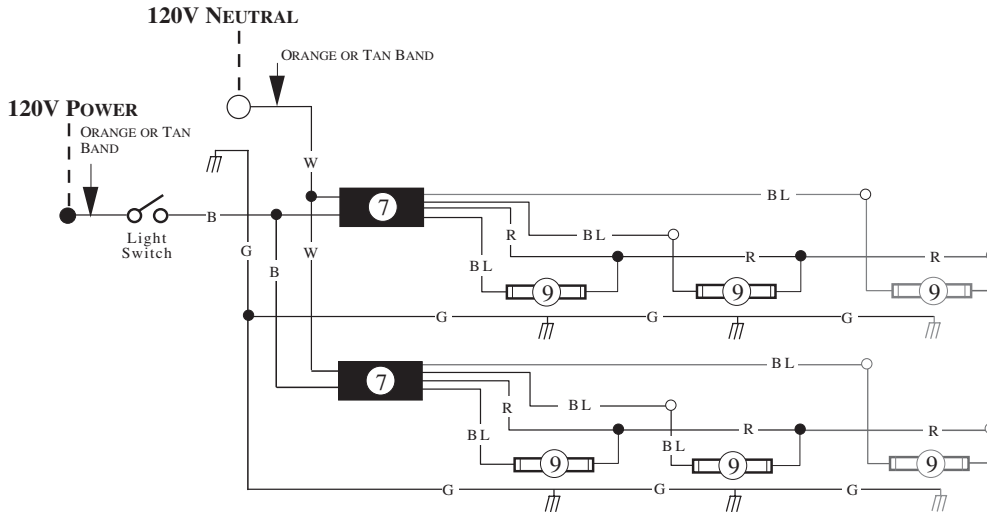 120V NEUTRAL
ORANGE OR TAN BAND
120V POWER
ORANGE OR TAN
BAND
W
BL
7
B
R
BL
Light
Switch
G
W
BL
R
R
B
9
9
9
G
G
G
BL
7
R
BL
BL
R
R
BL
9
9
9
G
G
G